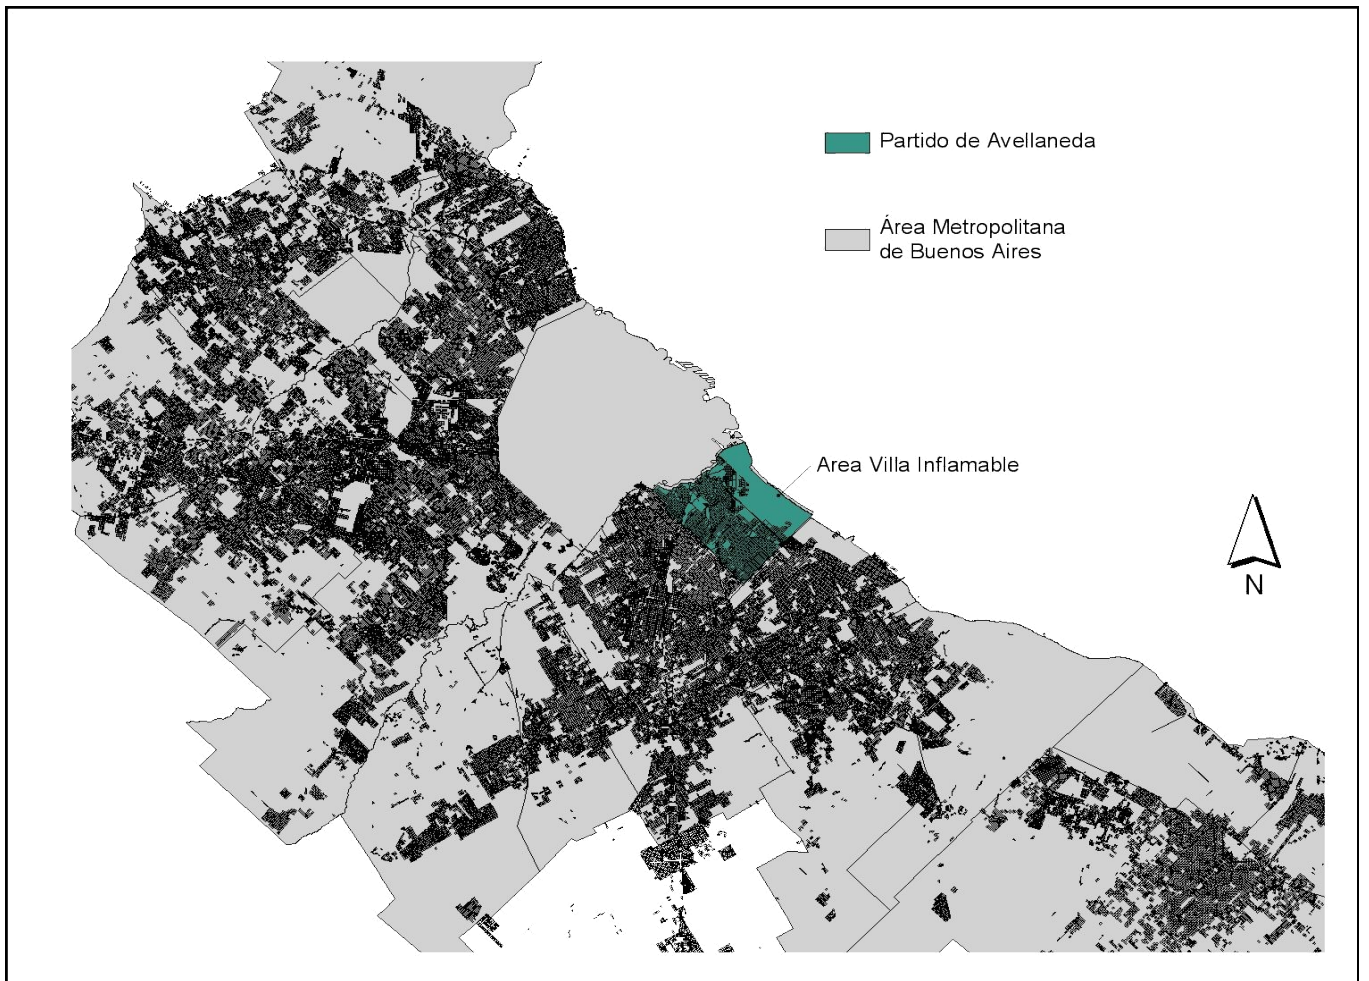 Partido de Avellaneda
Área Metropolitana
de Buenos Aires
Area Villa Inflamable
N